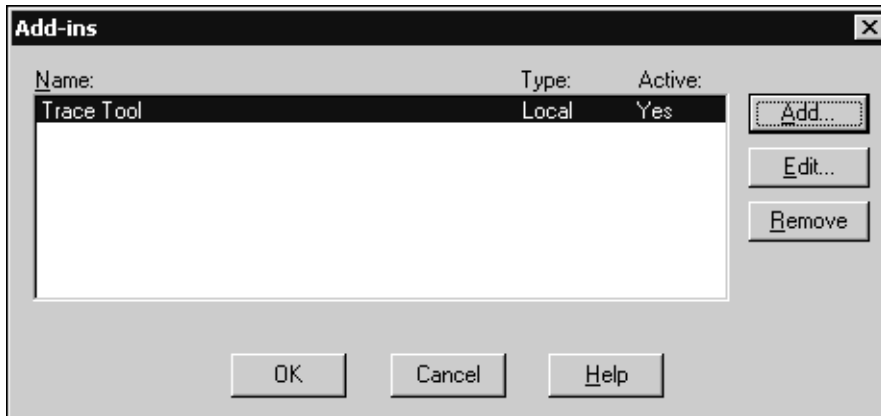 Add-ins
Name: Type: Active:
Trace Tool Local Yes
Add...
Edit...
Remove
OK Cancel Help